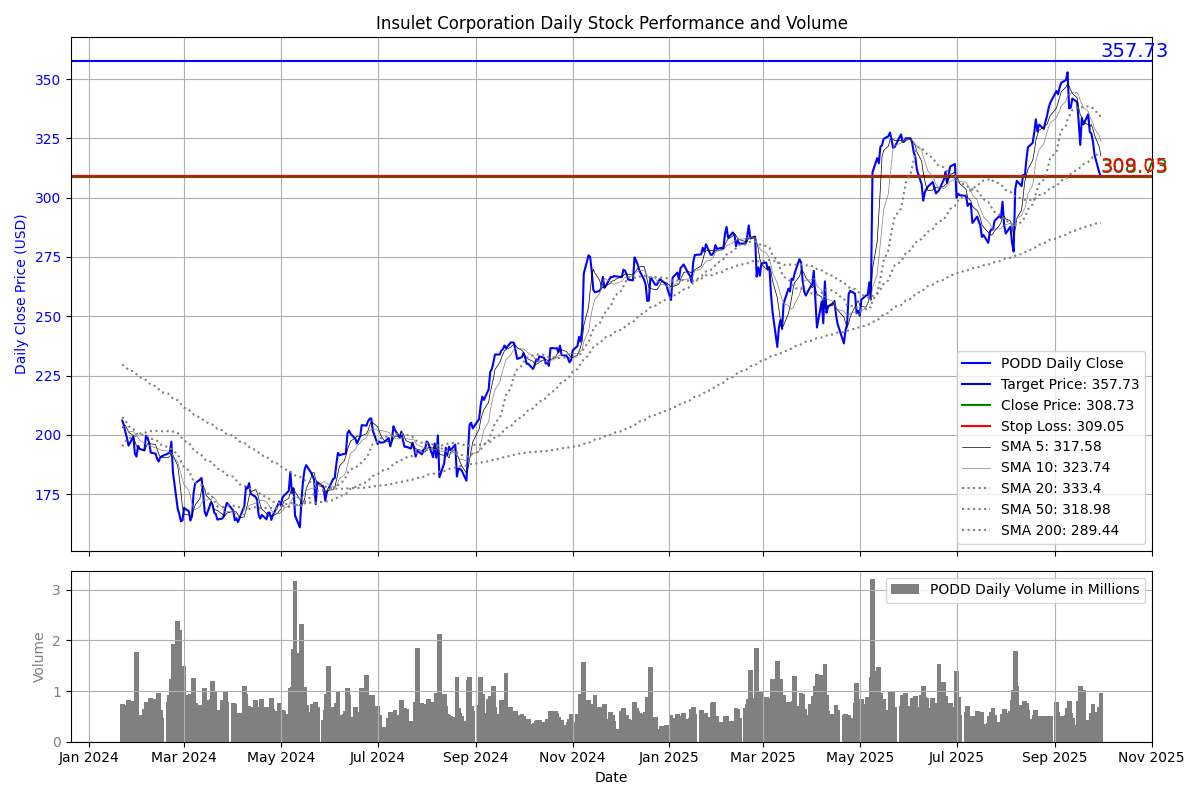 Insulet Corporation Daily Stock Performance and Volume
357.73
350
325
309.05
300
275
250
225
200
175
Daily Close Price (USD)
PODD Daily Close
Target Price: 357.73
Close Price: 308.73
Stop Loss: 309.05
SMA 5: 317.58
SMA 10: 323.74
SMA 20: 333.4
SMA 50: 318.98
SMA 200: 289.44
3
2
1
0
Volume
PODD Daily Volume in Millions
Jan 2024 Mar 2024 May 2024 Jul 2024 Sep 2024 Nov 2024 Jan 2025 Mar 2025 May 2025 Jul 2025 Sep 2025 Nov 2025
Date